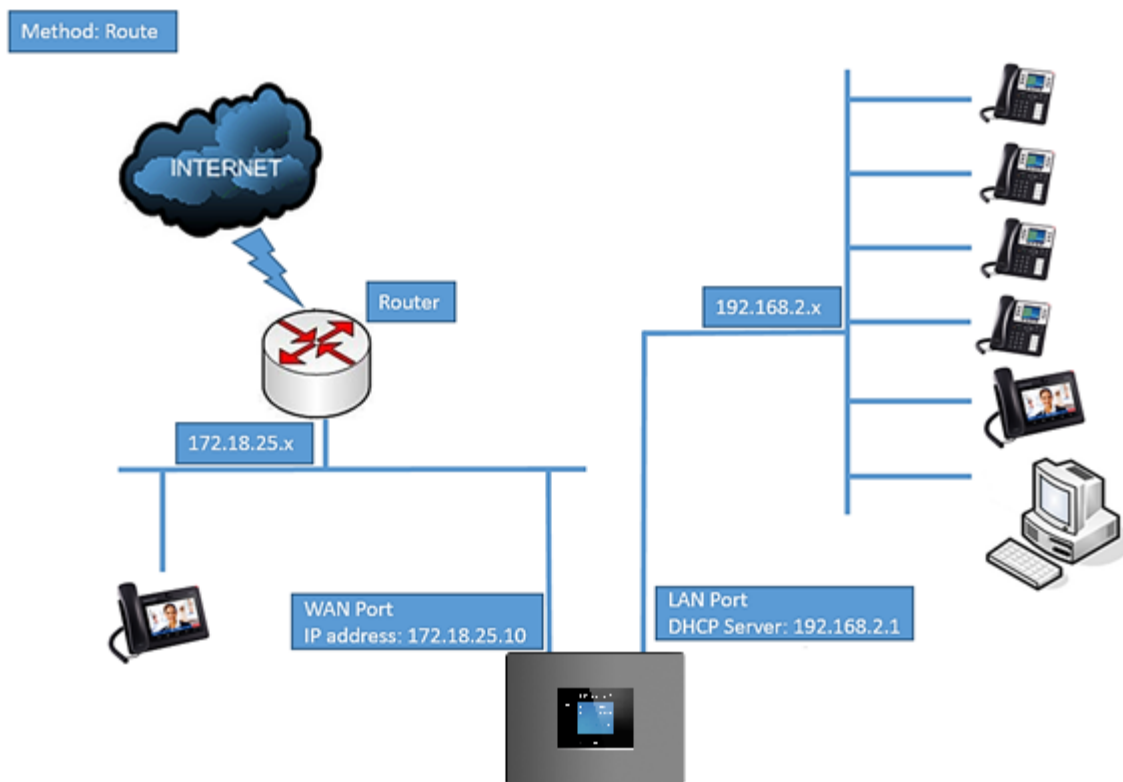 Method: Route
INTERNET
Router
192.168.2.x
172.18.25.x
WAN Port
IP address: 172.18.25.10
LAN Port
DHCP Server: 192.168.2.1